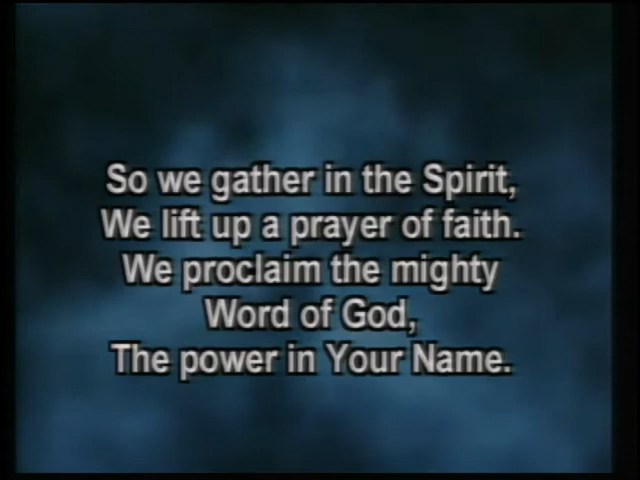 So we gather in the Spirit,
We lift up a prayer of faith.
We proclaim the mighty
Word of God,
The power in Your Name.